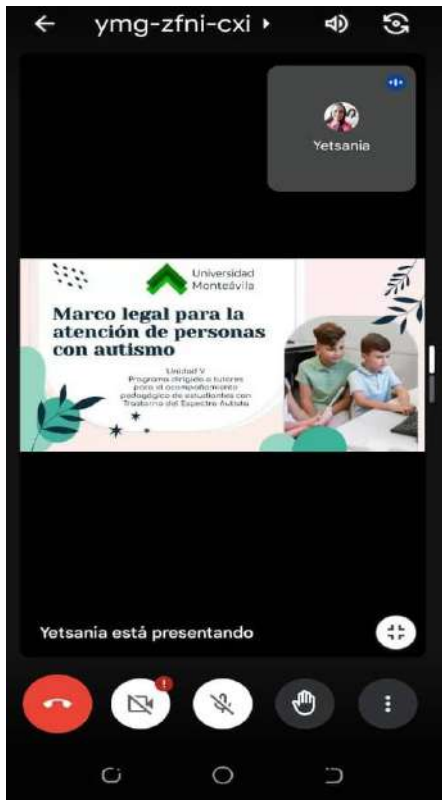 ymg-zfni-cxi
Yetsania
Universidad
Monteávila
Marco legal para la
atención de personas
con autismo
Unidad V
Programa dirigido a tutores
para el acompañamiento
pedagógico de estudiantes con
Trastorno del Espectro Autista
Yetsania está presentando